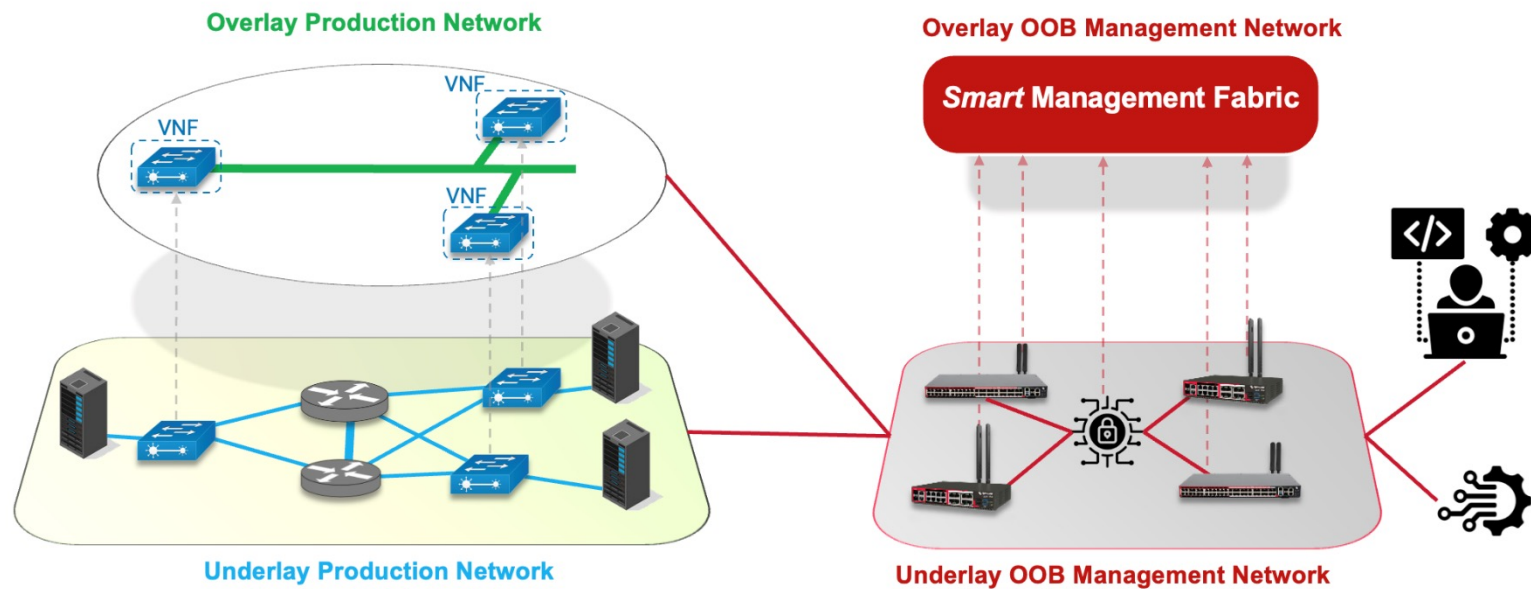 Overlay Production Network
Overlay OOB Management Network
Smart Management Fabric
VNF
VNF
VNF
</>
Underlay Production Network
Underlay OOB Management Network